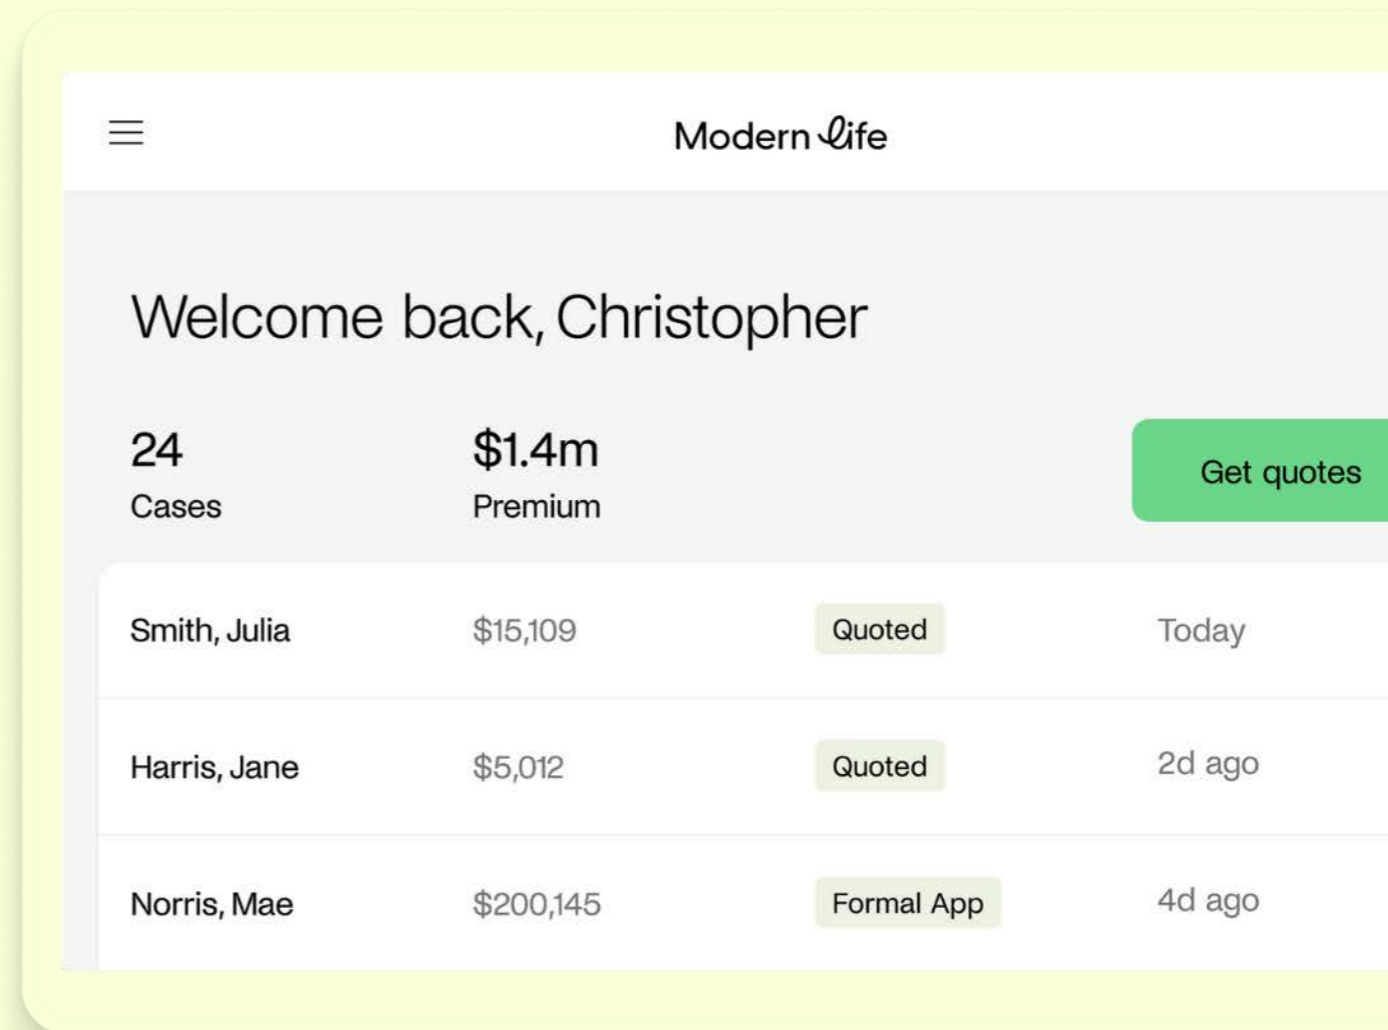 Modern life
Welcome back, Christopher
24
Cases
$1.4m
Premium
Get quotes
Smith, Julia $15,109 Quoted Today
Harris, Jane $5,012 Quoted 2d ago
Norris, Mae $200,145 Formal App 4d ago